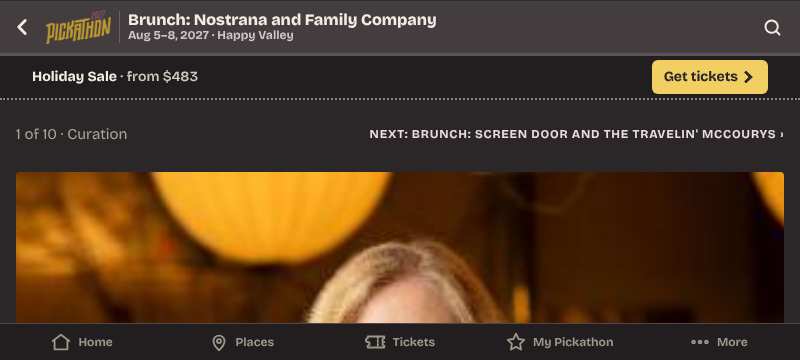 PICKATHON
Brunch: Nostrana and Family Company
Aug 5–8, 2027 · Happy Valley
Holiday Sale · from $483
Get tickets
1 of 10 · Curation
NEXT: BRUNCH: SCREEN DOOR AND THE TRAVELIN' MCCOURYS ›
Home
Places
Tickets
My Pickathon
More